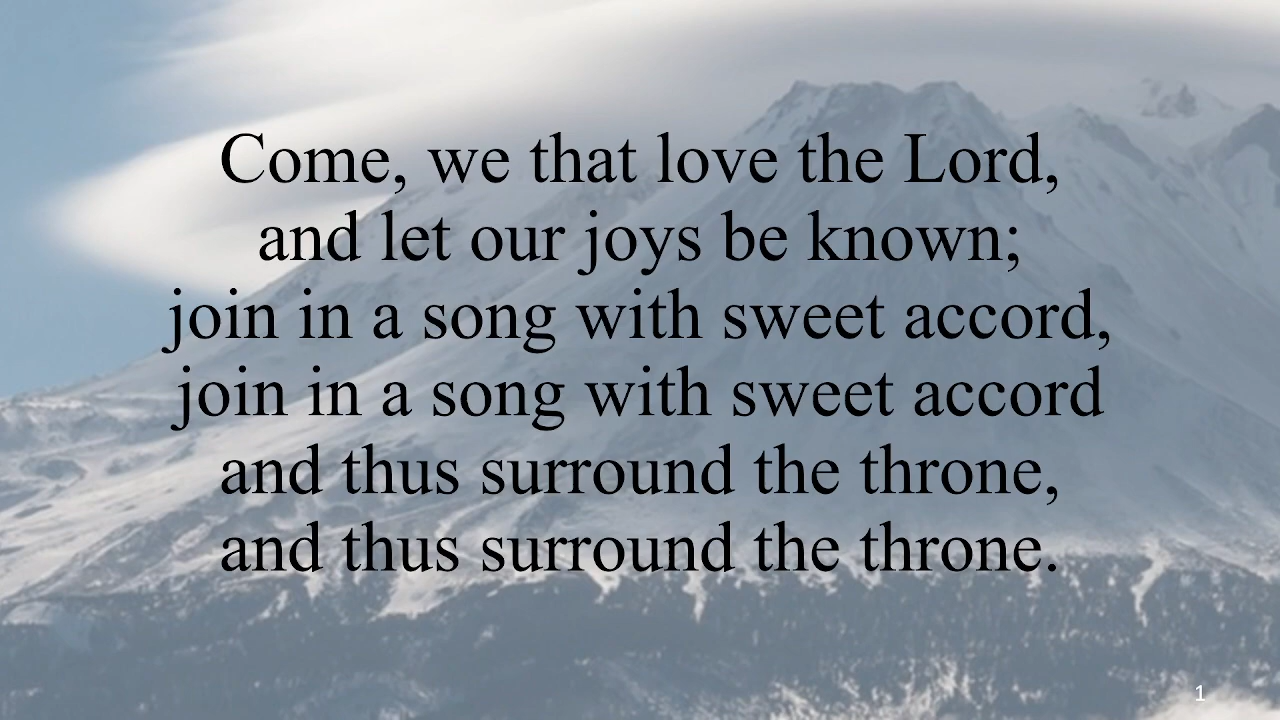 Come, we that love the Lord,
and let our joys be known;
join in a song with sweet accord,
join in a song with sweet accord
and thus surround the throne,
and thus surround the throne.
1